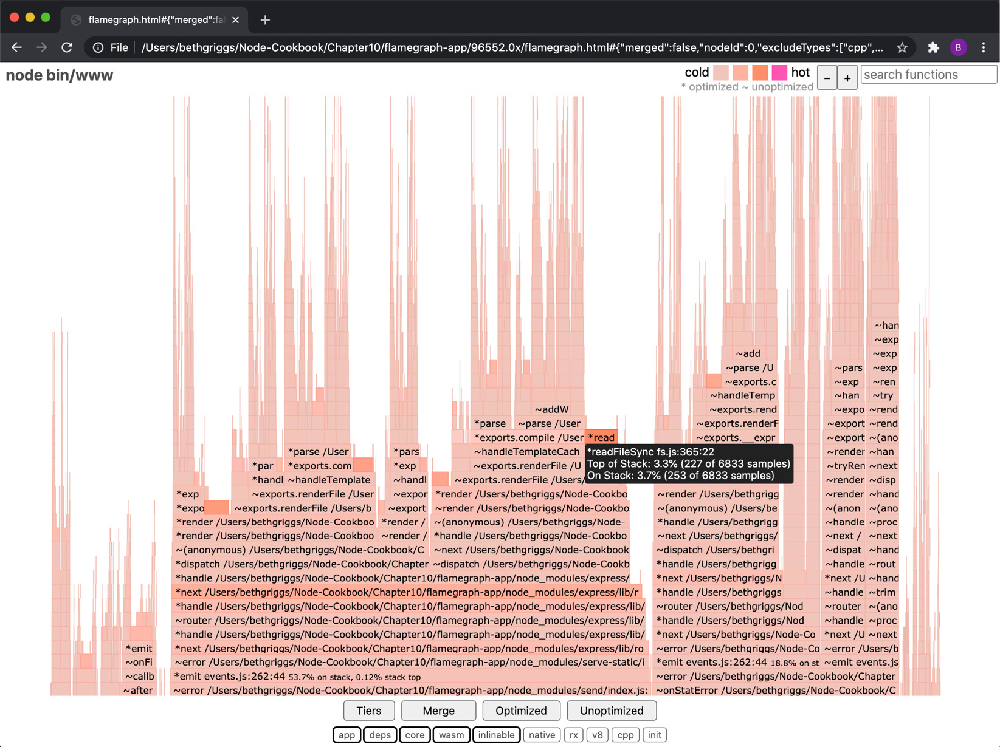 flamegraph.html#{"merged":fa
File /Users/bethgriggs/Node-Cookbook/Chapter10/flamegraph-app/96552.0x/flamegraph.html#{"merged":false,"nodeId":0,"excludeTypes":["cpp",...
B
node bin/www
cold hot
* optimized ~ unoptimized
- +
search functions
~han
~exp
~add ~exp
~parse /U ~pars ~exp
~exports.c ~exp ~ren
~handleTemp ~han ~try
~addW ~exports.rend ~expo ~rend
*parse ~parse /User ~exports.renderF ~export ~rend
*exports.compile /User *read ~exports.__expr ~export ~(ano
*parse /User *pars ~handleTemplateCach *readFileSync fs.js:365:22 ~render ~han
*par *exports.com *exp ~exports.renderFile /U Top of Stack: 3.3% (227 of 6833 samples) ~tryRen ~next
*handl ~handleTemplate ~handl ~exports.renderFile /Users/ On Stack: 3.7% (253 of 6833 samples) ~render ~disp
*exp ~exports.renderFile /User ~expor *render /Users/bethgriggs/Node-Cookbo ~render /Users/bethgrigg ~render ~hand
*expo ~exports.renderFile /Users/b ~export ~render /Users/bethgriggs/Node-Cookbo ~(anonymous) /Users/be ~(anon ~(ano
*render /Users/bethgriggs/Node-Cookboo *render / ~(anonymous) /Users/bethgriggs/Node- *handle /Users/bethgrigg ~handle ~proc
*render /Users/bethgriggs/Node-Cookboo ~render / *handle /Users/bethgriggs/Node-Cookbo ~next /Users/bethgriggs/ ~next / ~next
~(anonymous) /Users/bethgriggs/Node-Cookbook/C ~next /Users/bethgriggs/Node-Cookbook ~dispatch /Users/bethgri ~dispat ~hand
*dispatch /Users/bethgriggs/Node-Cookbook/Chapter ~dispatch /Users/bethgriggs/Node-Cookb *handle /Users/bethgrigg ~handle ~rout
*handle /Users/bethgriggs/Node-Cookbook/Chapter10/flamegraph-app/node_modules/express/ *next /Users/bethgriggs/N *next /U ~hand
*next /Users/bethgriggs/Node-Cookbook/Chapter10/flamegraph-app/node_modules/express/lib/r *handle /Users/bethgriggs ~handle ~trim
*handle /Users/bethgriggs/Node-Cookbook/Chapter10/flamegraph-app/node_modules/express/lib/ ~router /Users/bethgriggs/Nod ~router ~(ano
~router /Users/bethgriggs/Node-Cookbook/Chapter10/flamegraph-app/node_modules/express/lib/ *handle /Users/bethgriggs/Nod ~handle ~proc
*handle /Users/bethgriggs/Node-Cookbook/Chapter10/flamegraph-app/node_modules/express/lib/ *next /Users/bethgriggs/Node-Co *next /U ~next
*emit *next /Users/bethgriggs/Node-Cookbook/Chapter10/flamegraph-app/node_modules/express/lib/ro ~error /Users/bethgriggs/Node-Co ~error /Users/b
~onFi ~error /Users/bethgriggs/Node-Cookbook/Chapter10/flamegraph-app/node_modules/serve-static/i *emit events.js:262:44 18.8% on st ~emit events.js
~callb *emit events.js:262:44 53.7% on stack, 0.12% stack top ~error /Users/bethgriggs/Node-Cookbook/Chapter
~after ~error /Users/bethgriggs/Node-Cookbook/Chapter10/flamegraph-app/node_modules/send/index.js: ~onStatError /Users/bethgriggs/Node-Cookbook/C
Tiers Merge Optimized Unoptimized
app deps core wasm inlinable native rx v8 cpp init